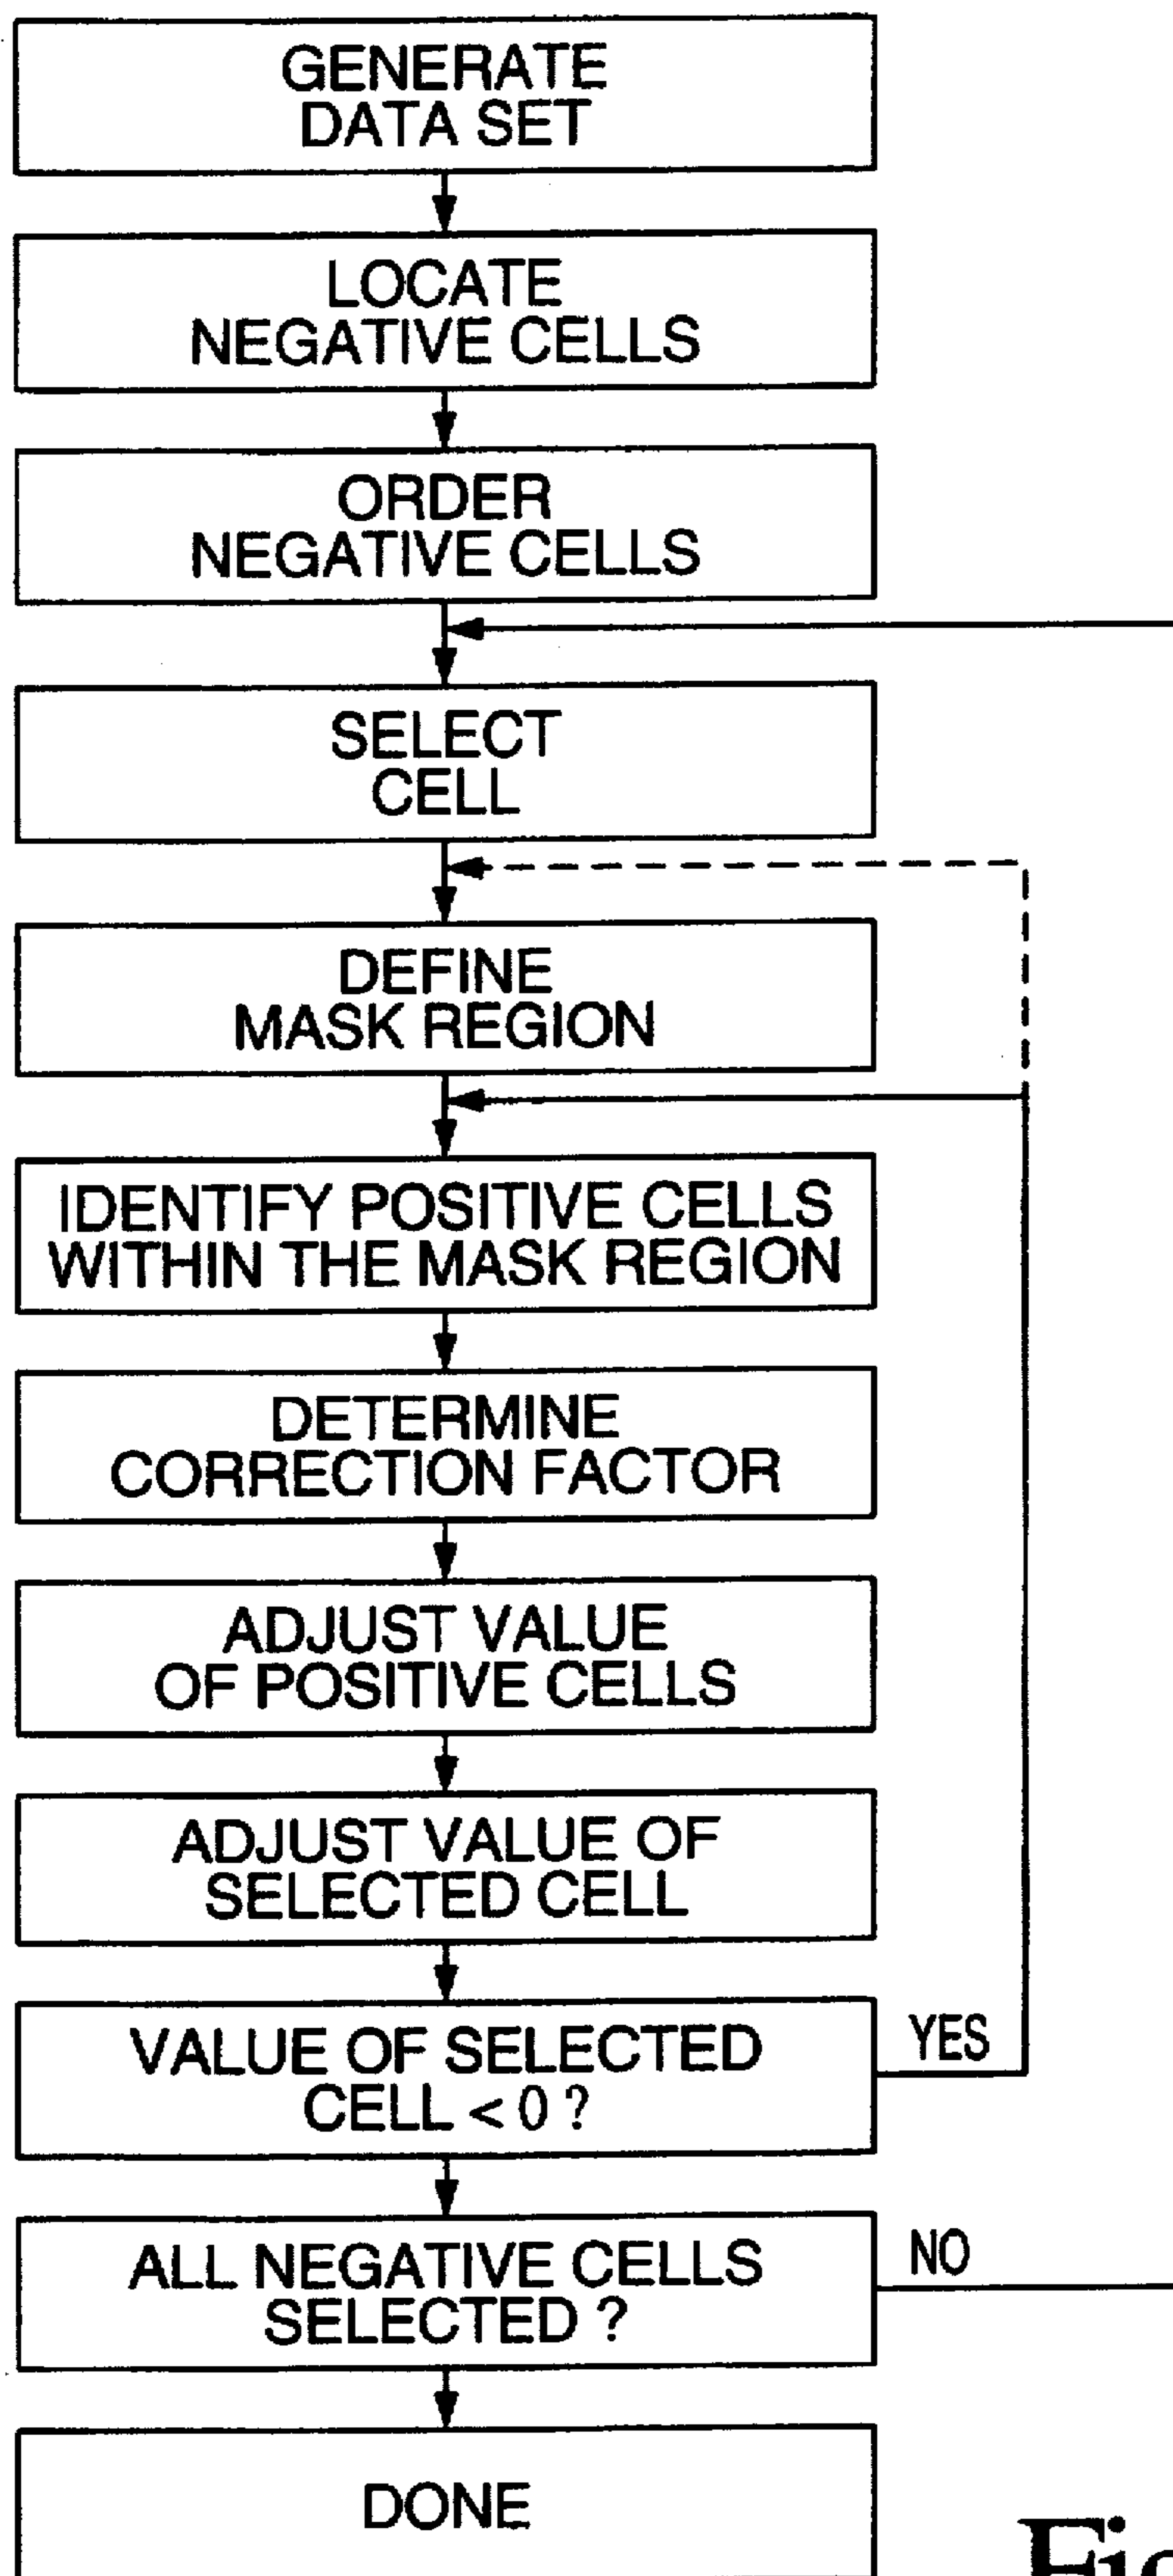 GENERATE
DATA SET
LOCATE
NEGATIVE CELLS
ORDER
NEGATIVE CELLS
SELECT
CELL
DEFINE
MASK REGION
IDENTIFY POSITIVE CELLS
WITHIN THE MASK REGION
DETERMINE
CORRECTION FACTOR
ADJUST VALUE
OF POSITIVE CELLS
ADJUST VALUE OF
SELECTED CELL
VALUE OF SELECTED
CELL < 0 ?
YES
ALL NEGATIVE CELLS
SELECTED ?
NO
DONE